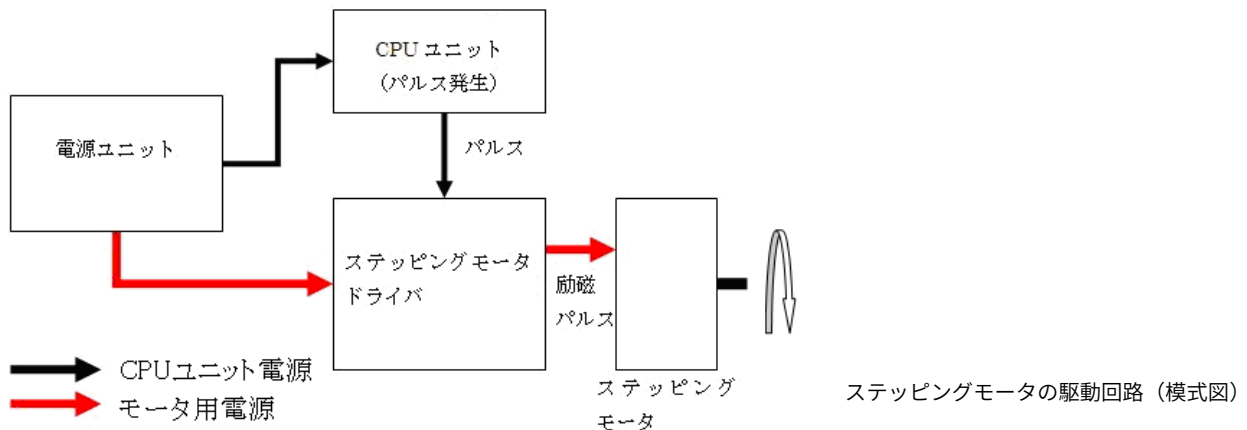 CPU ユニット
(パルス発生)
電源ユニット
パルス
ステッピングモータ
ドライバ
励磁
パルス
ステッピング
モータ
CPUユニット電源
モータ用電源
ステッピングモータの駆動回路（模式図）